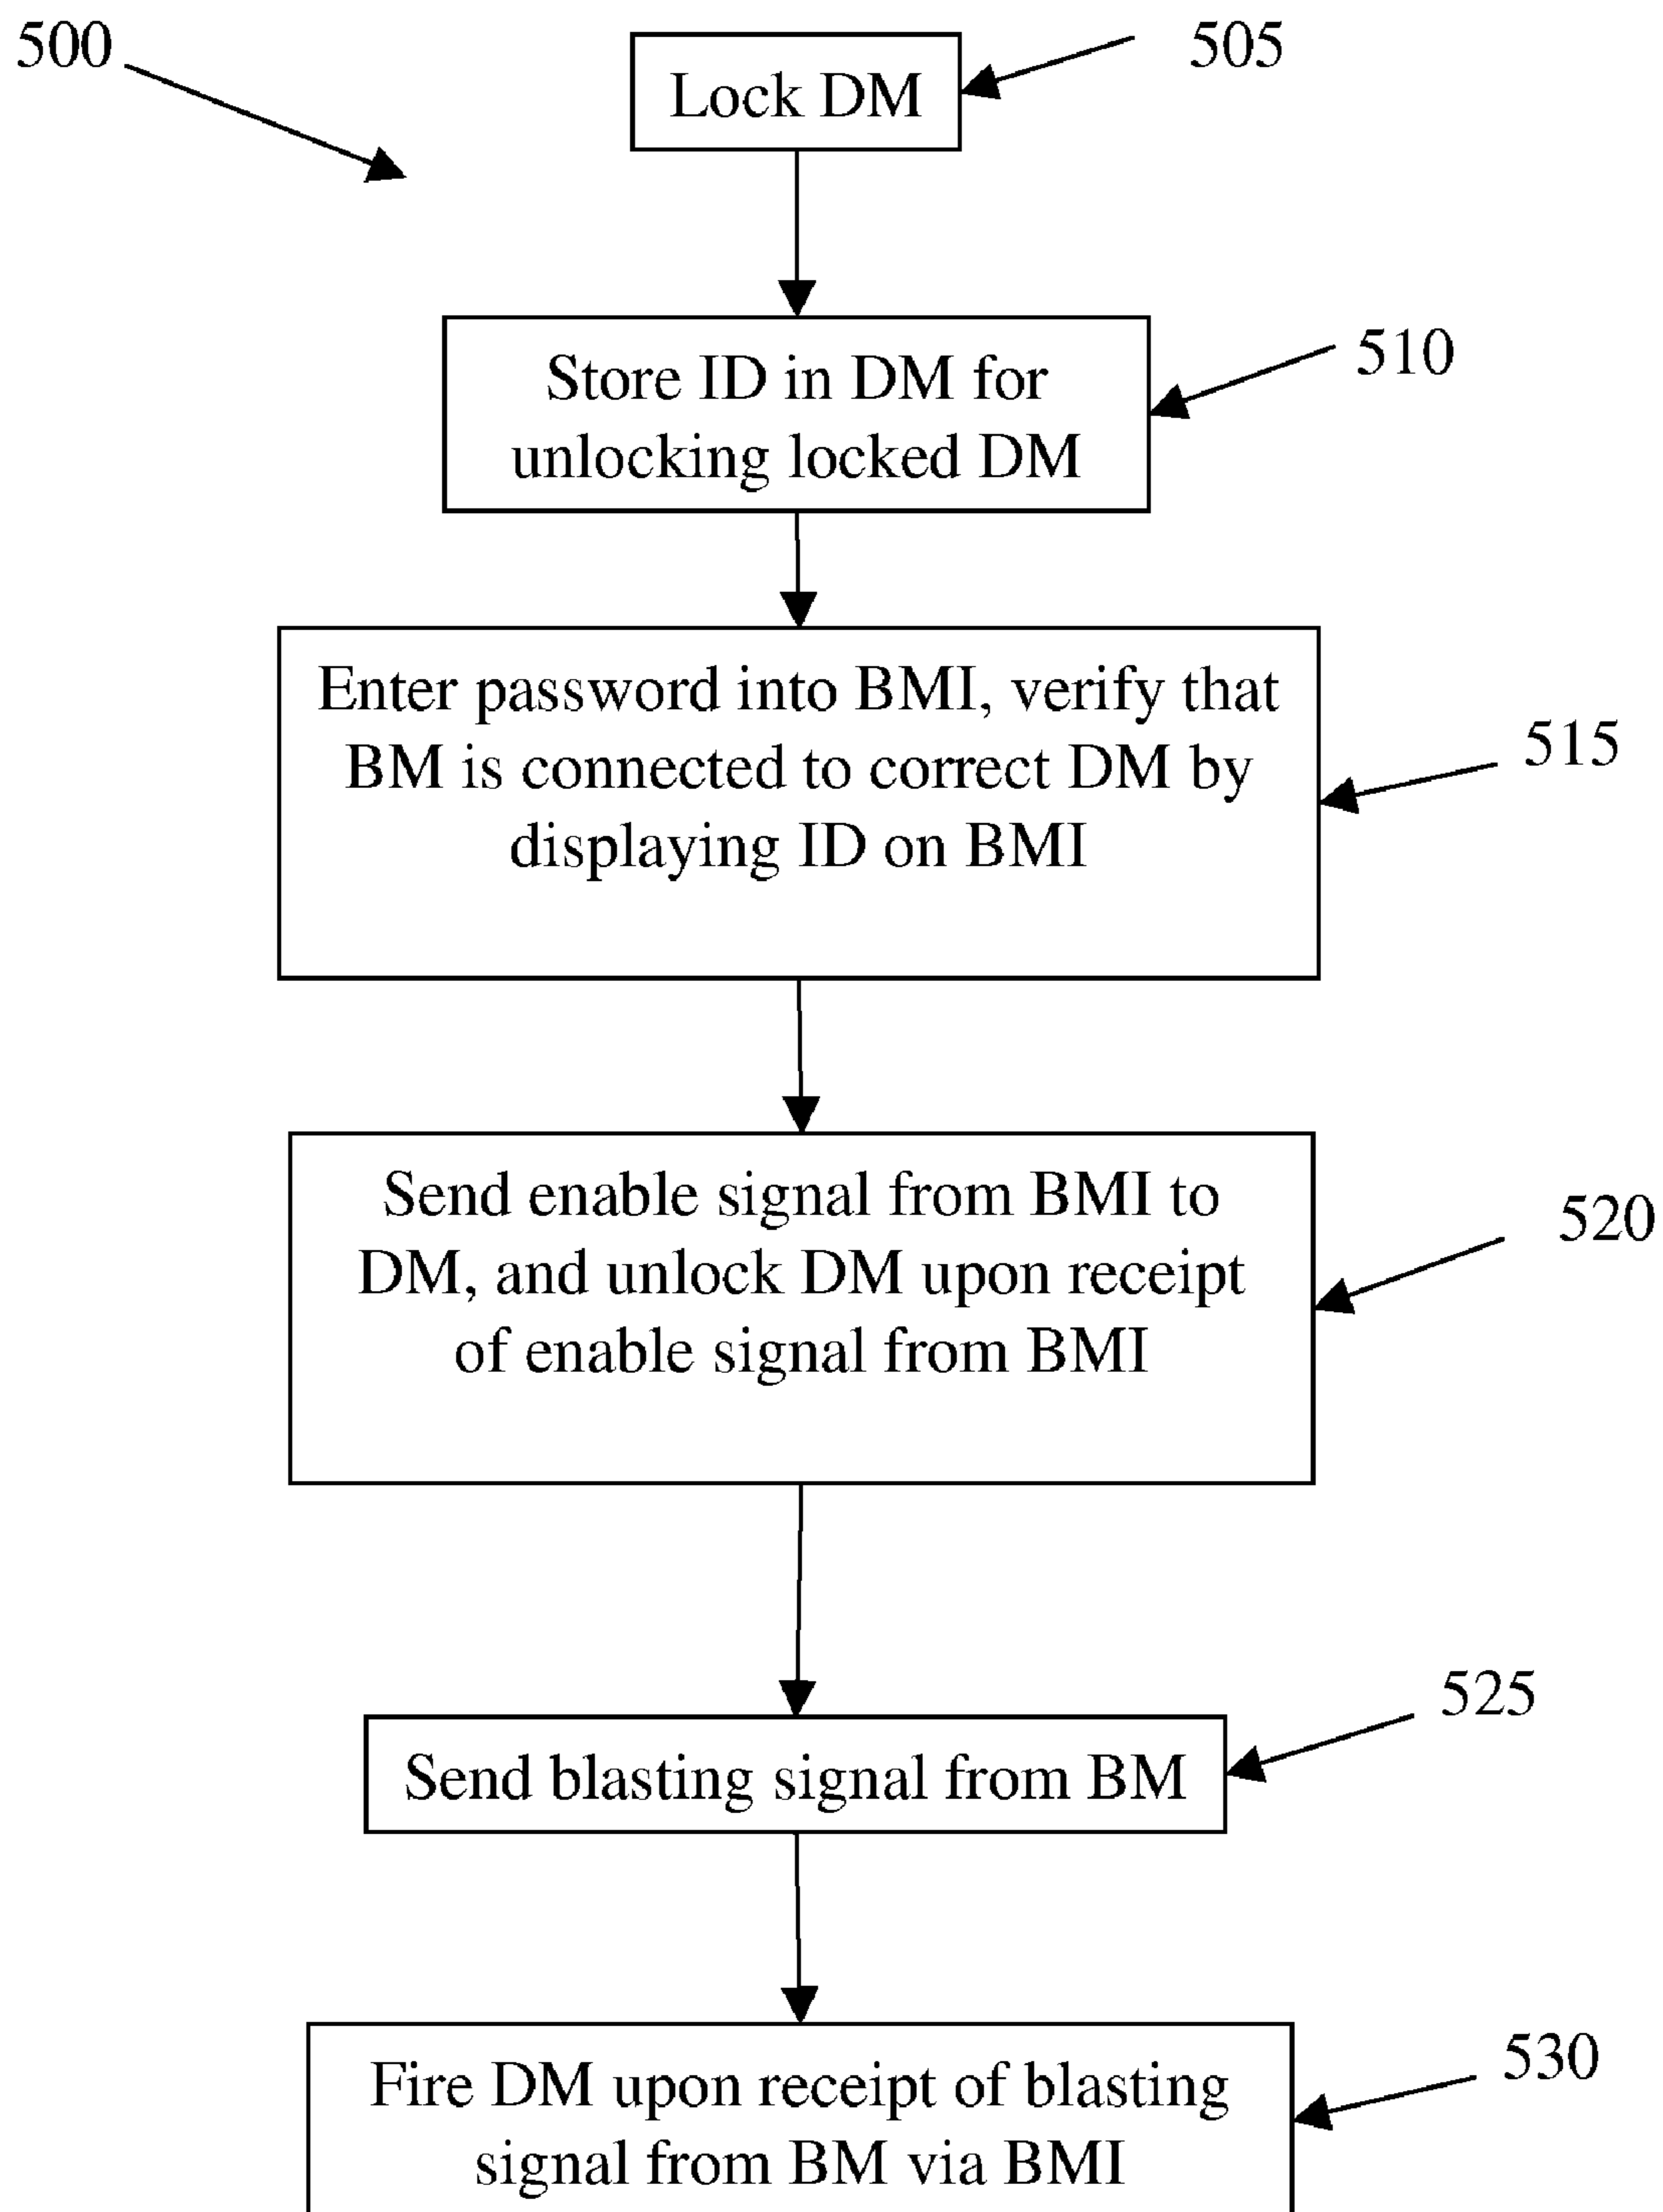 500
505
Lock DM
510
Store ID in DM for
unlocking locked DM
515
Enter password into BMI, verify that
BM is connected to correct DM by
displaying ID on BMI
520
Send enable signal from BMI to
DM, and unlock DM upon receipt
of enable signal from BMI
525
Send blasting signal from BM
530
Fire DM upon receipt of blasting
signal from BM via BMI